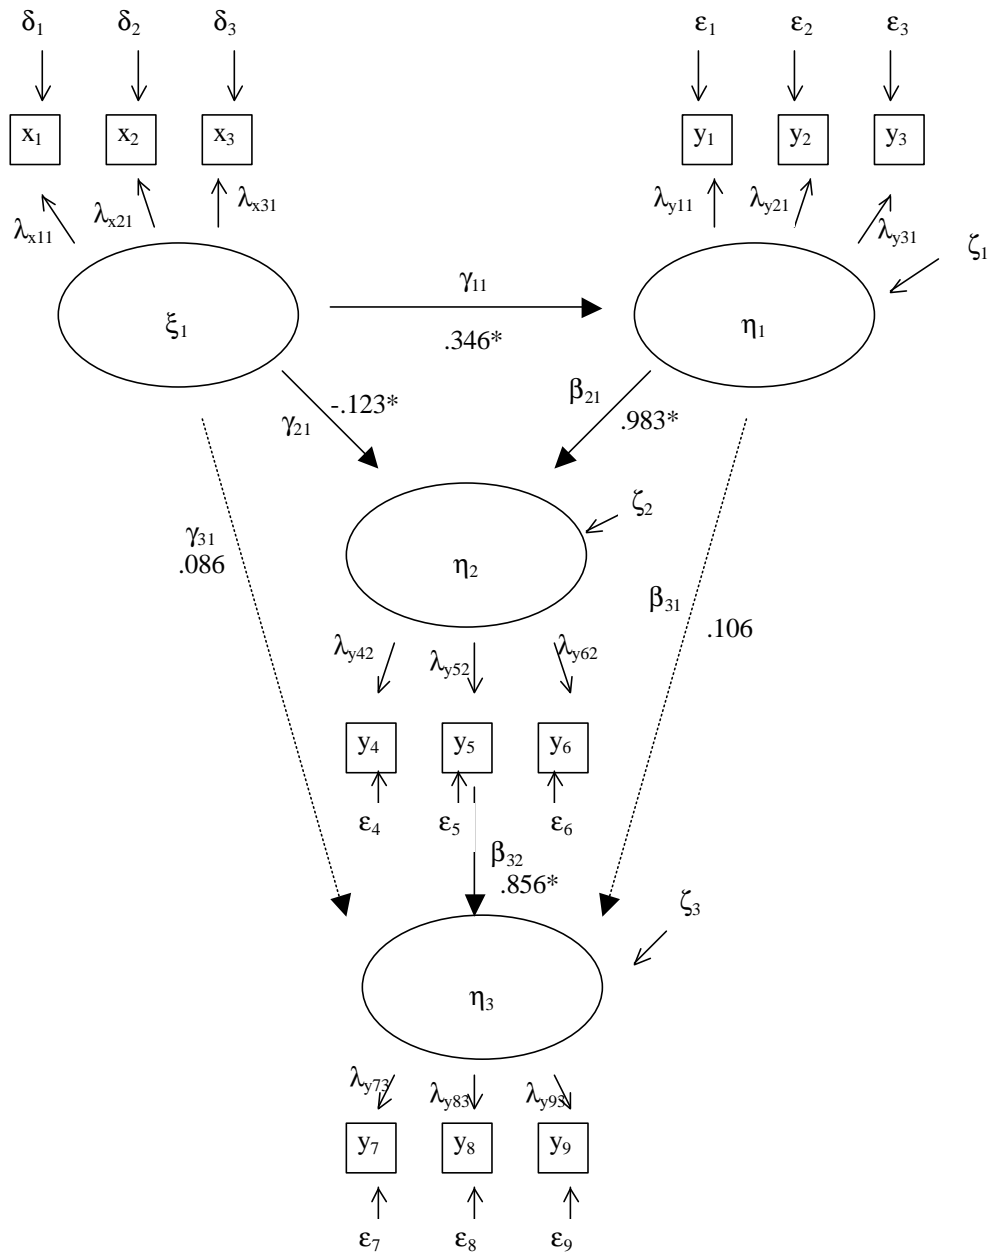 δ₁ δ₂ δ₃ ε₁ ε₂ ε₃
x₁ x₂ x₃ y₁ y₂ y₃
λx11 λx21 λx31 λy11 λy21 λy31
ζ₁
γ₁₁
ξ₁ η₁
.346*
-.123*
γ₂₁
β₂₁
.983*
ζ₂
γ₃₁
.086
η₂
β₃₁
.106
λy42 λy52 λy62
y₄ y₅ y₆
ε₄ ε₅ ε₆
β₃₂
.856*
ζ₃
η₃
λy73 λy83 λy93
y₇ y₈ y₉
ε₇ ε₈ ε₉